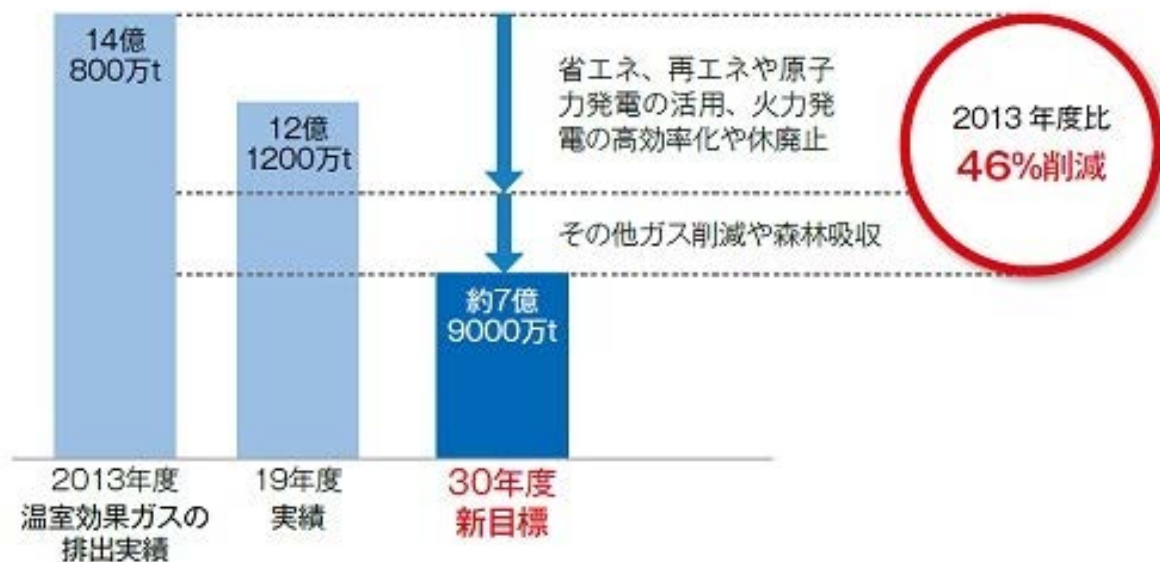 14億
800万t
12億
1200万t
約7億
9000万t
省エネ、再エネや原子
力発電の活用、火力発
電の高効率化や休廃止
その他ガス削減や森林吸収
2013年度比
46%削減
2013年度
温室効果ガスの
排出実績
19年度
実績
30年度
新目標